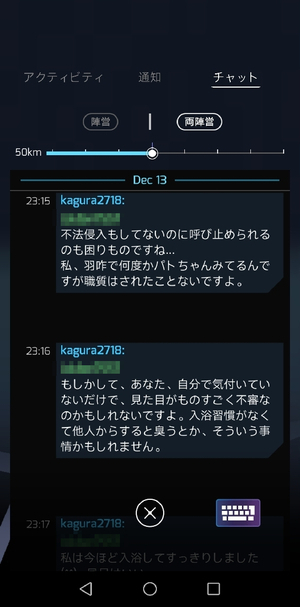 アクティビティ 通知 チャット
陣営 両陣営
50km
Dec 13
23:15 kagura2718:
不法侵入もしてないのに呼び止められる
のも困りものですね...
私、羽咋で何度かパトちゃんみてるんで
すが職質はされたことないですよ。
23:16 kagura2718:
もしかして、あなた、自分で気付いてい
ないだけで、見た目がものすごく不審な
のかもしれないですよ。入浴習慣がなく
て他人からすると臭うとか、そういう事
情かもしれません。
23:17 kagura2718:
私は今ほど入浴してすっきりしました